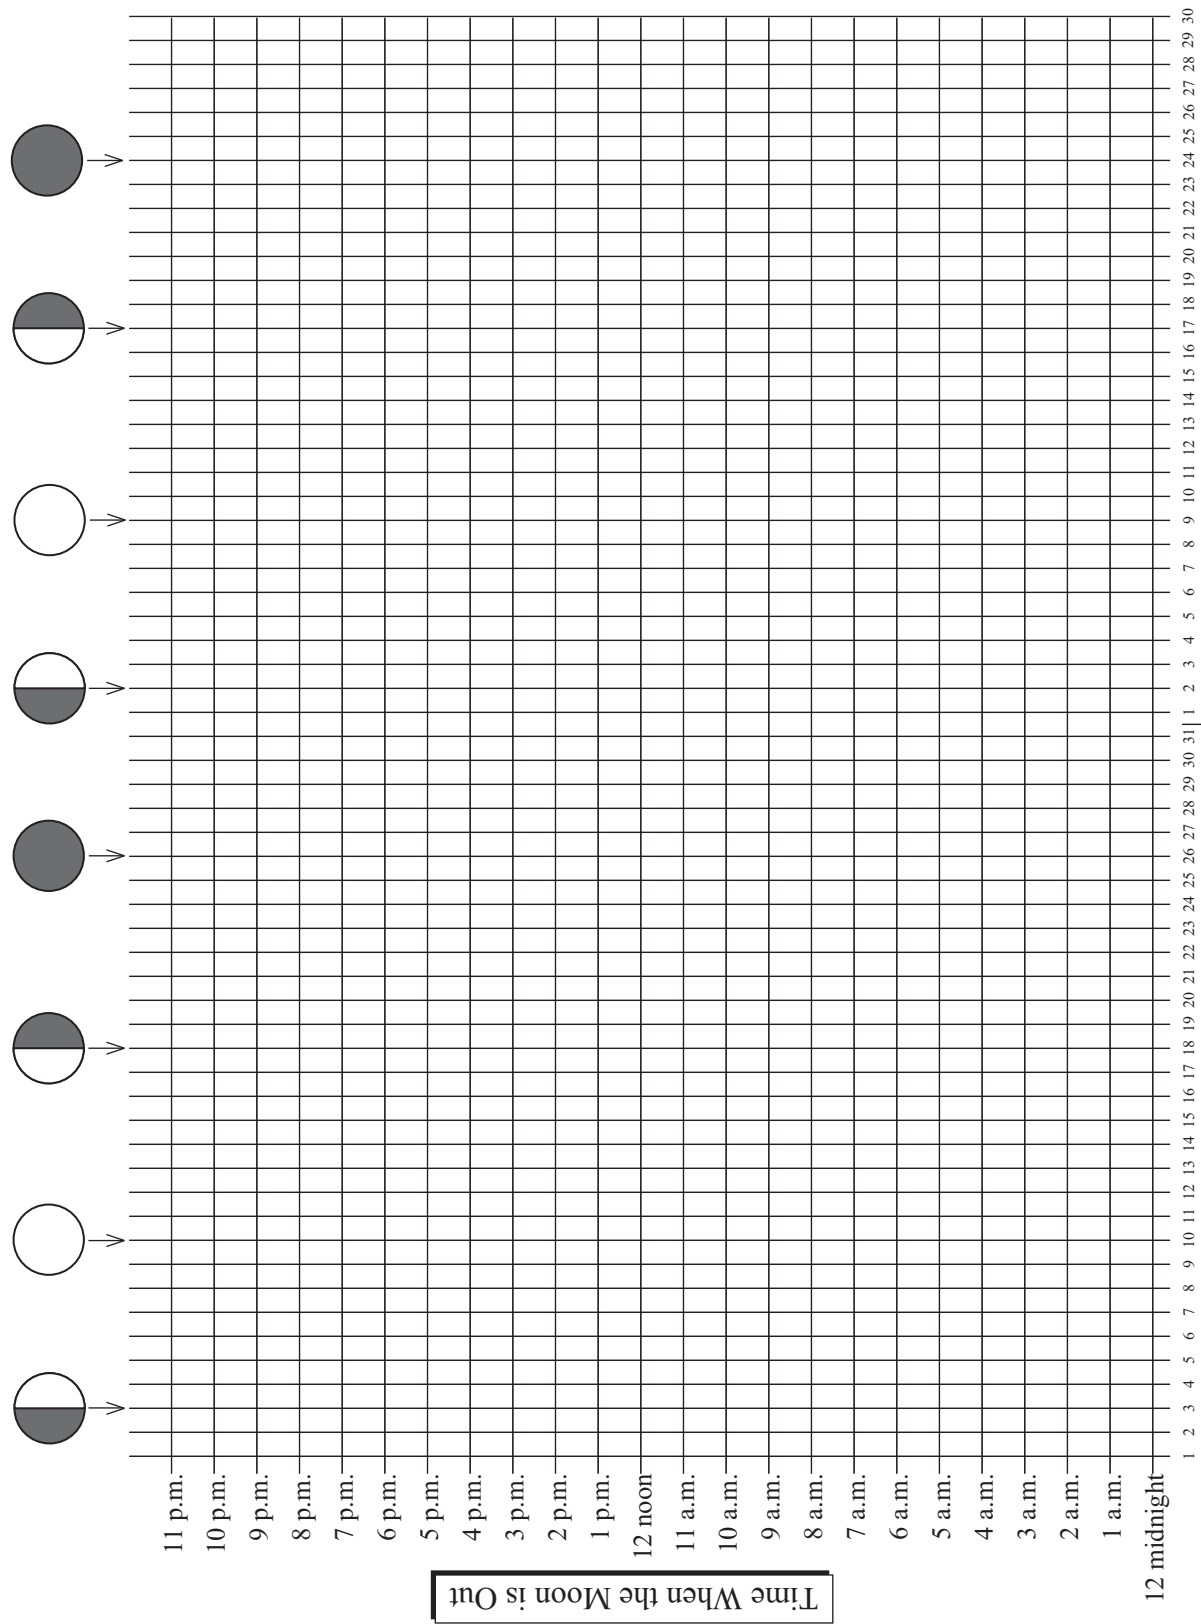 Time When the Moon is Out
11 p.m.
10 p.m.
9 p.m.
8 p.m.
7 p.m.
6 p.m.
5 p.m.
4 p.m.
3 p.m.
2 p.m.
1 p.m.
12 noon
11 a.m.
10 a.m.
9 a.m.
8 a.m.
7 a.m.
6 a.m.
5 a.m.
4 a.m.
3 a.m.
2 a.m.
1 a.m.
12 midnight
1 2 3 4 5 6 7 8 9 10 11 12 13 14 15 16 17 18 19 20 21 22 23 24 25 26 27 28 29 30 31 1 2 3 4 5 6 7 8 9 10 11 12 13 14 15 16 17 18 19 20 21 22 23 24 25 26 27 28 29 30